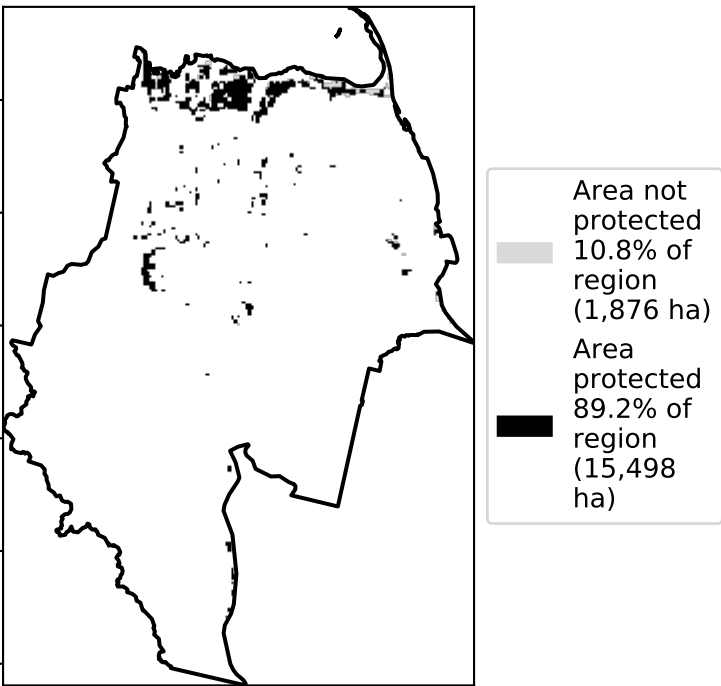 Area not
protected
10.8% of
region
(1,876 ha)
Area
protected
89.2% of
region
(15,498
ha)